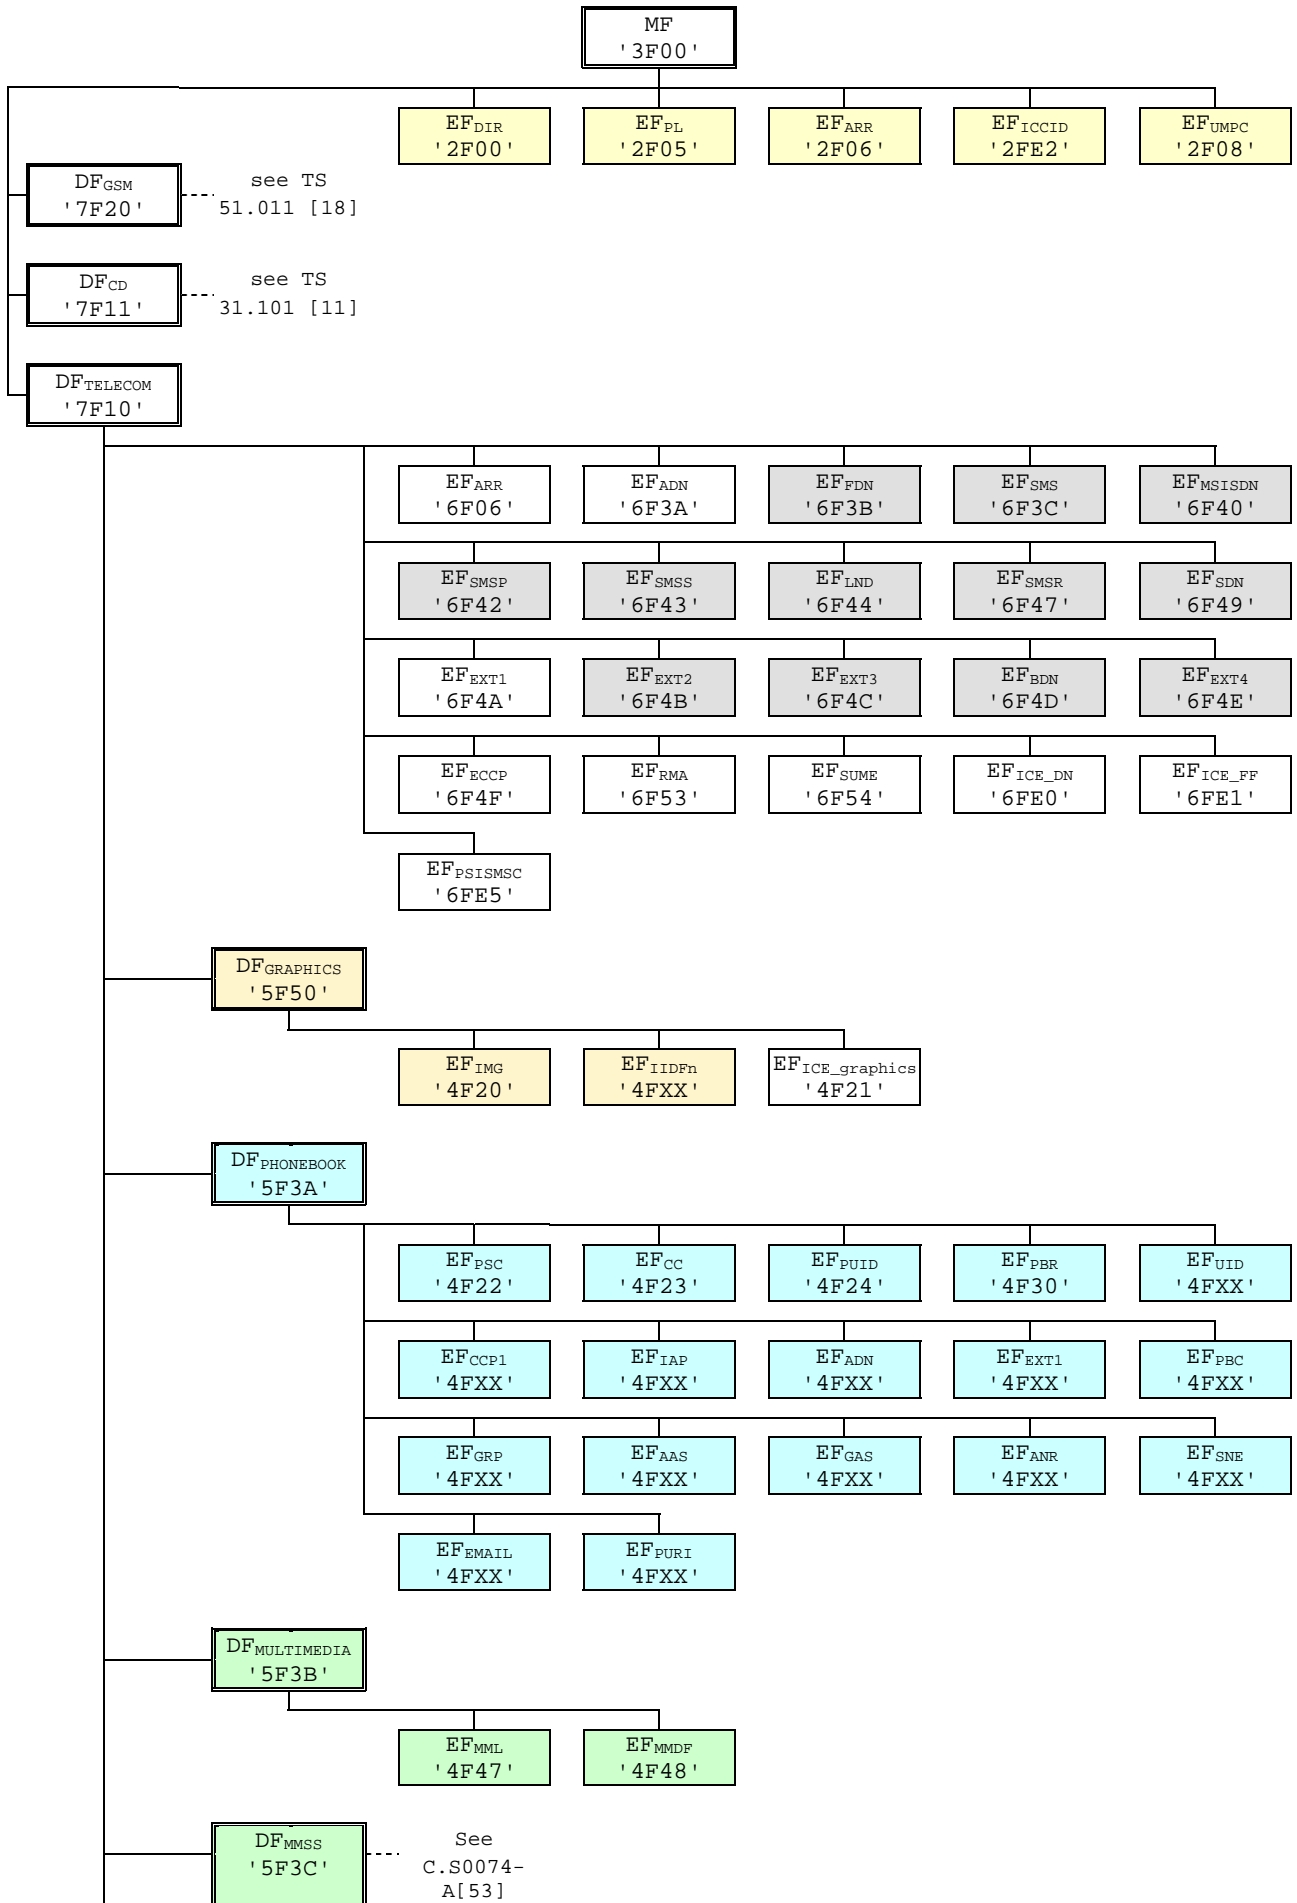 MF
'3F00'
EFDIR
'2F00'
EFPL
'2F05'
EFARR
'2F06'
EFICCID
'2FE2'
EFUMPC
'2F08'
DFGSM
'7F20'
see TS
51.011 [18]
DFCD
'7F11'
see TS
31.101 [11]
DFTELECOM
'7F10'
EFARR
'6F06'
EFADN
'6F3A'
EFFDN
'6F3B'
EFSMS
'6F3C'
EFMSISDN
'6F40'
EFSMSP
'6F42'
EFSMSS
'6F43'
EFLND
'6F44'
EFSMSR
'6F47'
EFSDN
'6F49'
EFEXT1
'6F4A'
EFEXT2
'6F4B'
EFEXT3
'6F4C'
EFBDN
'6F4D'
EFEXT4
'6F4E'
EFECCP
'6F4F'
EFRMA
'6F53'
EFSUME
'6F54'
EFICE_DN
'6FE0'
EFICE_FF
'6FE1'
EFPSISMSC
'6FE5'
DFGRAPHICS
'5F50'
EFIMG
'4F20'
EFIIDFn
'4FXX'
EFICE_graphics
'4F21'
DFPHONEBOOK
'5F3A'
EFPSC
'4F22'
EFCC
'4F23'
EFPUID
'4F24'
EFPBR
'4F30'
EFUID
'4FXX'
EFCCP1
'4FXX'
EFIAP
'4FXX'
EFADN
'4FXX'
EFEXT1
'4FXX'
EFPBC
'4FXX'
EFGRP
'4FXX'
EFAAS
'4FXX'
EFGAS
'4FXX'
EFANR
'4FXX'
EFSNE
'4FXX'
EFEMAIL
'4FXX'
EFPURI
'4FXX'
DFMULTIMEDIA
'5F3B'
EFMML
'4F47'
EFMMDF
'4F48'
DFMMSS
'5F3C'
See
C.S0074-
A[53]